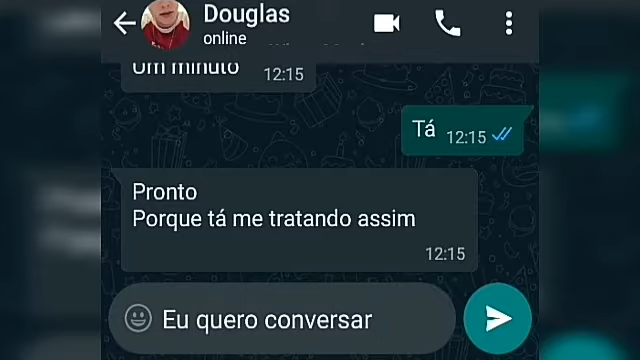 Douglas
online
Um minuto
12:15
Tá 12:15
Pronto
Porque tá me tratando assim
12:15
Eu quero conversar